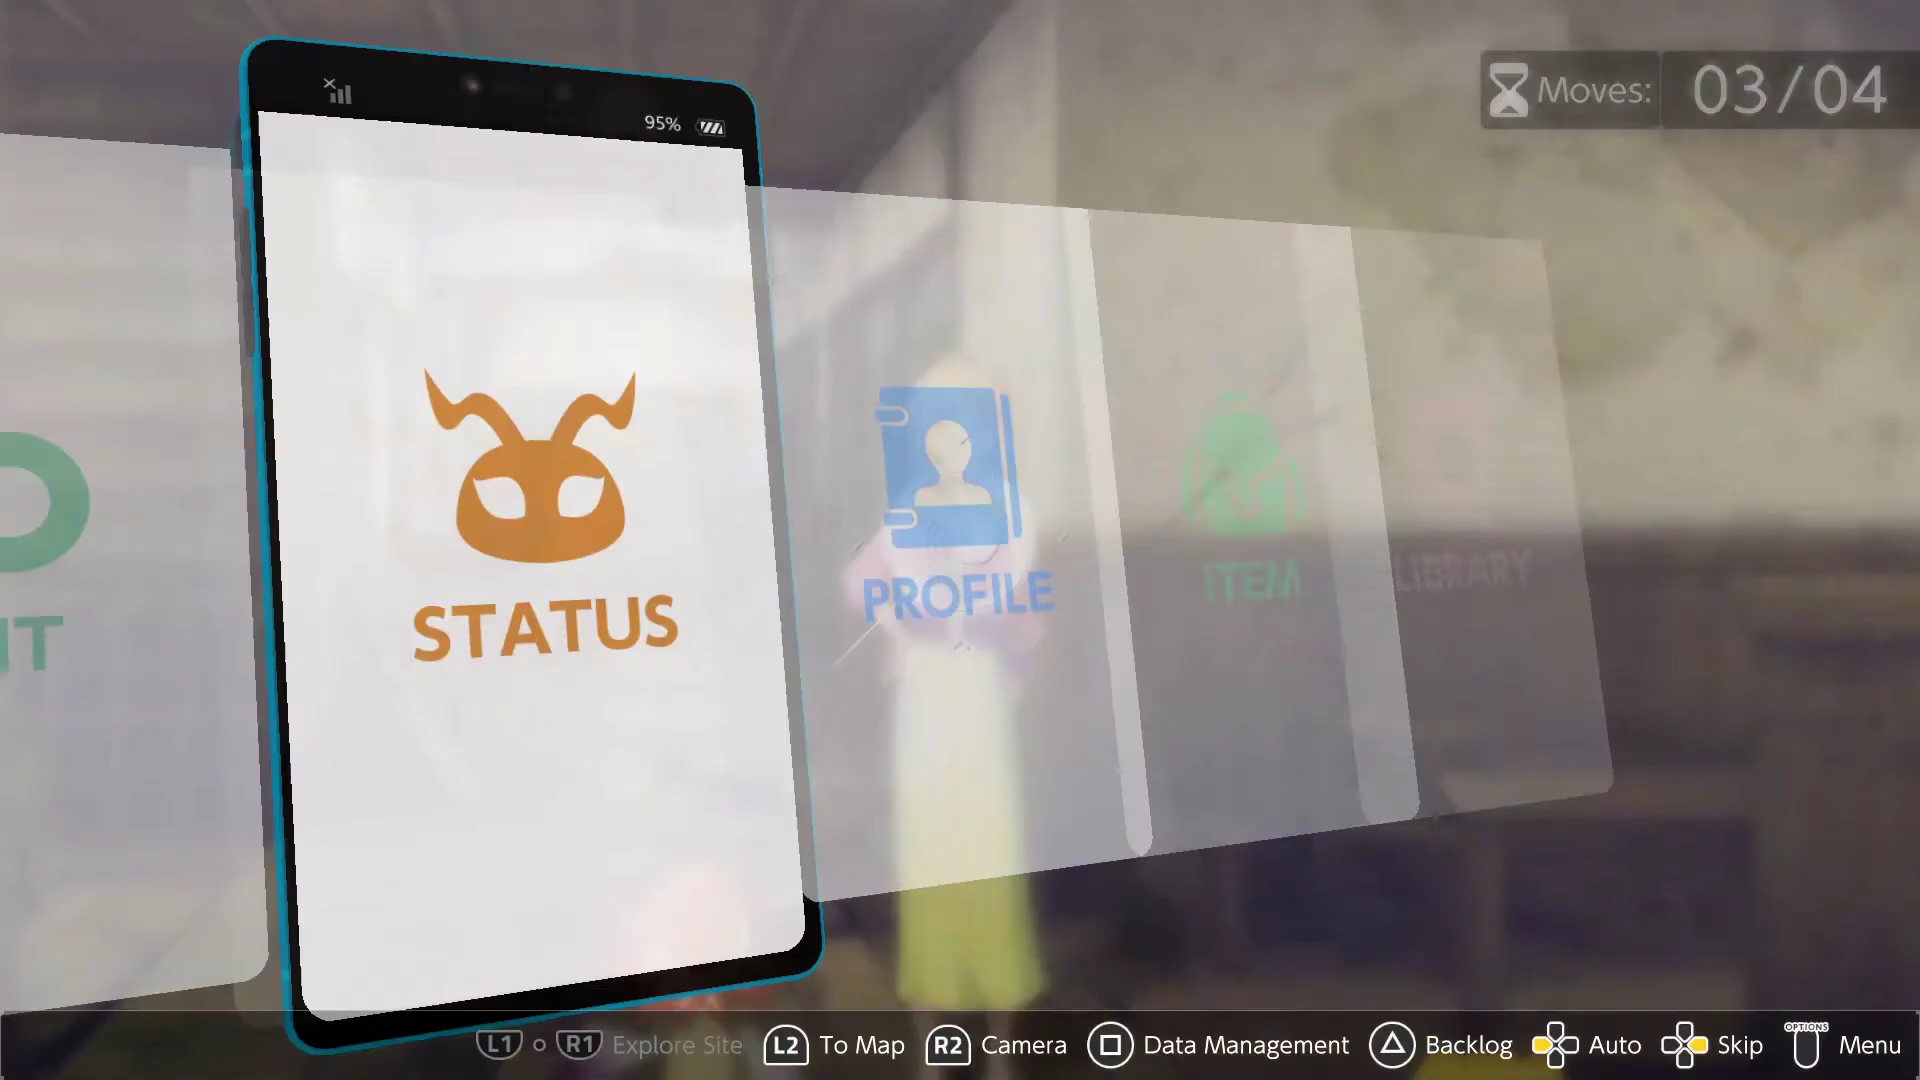 95%
Moves: 03/04
IT
STATUS
PROFILE
ITEM
LIBRARY
L1 o R1 Explore Site
L2 To Map
R2 Camera
Data Management
Backlog
Auto
Skip
OPTIONS
Menu